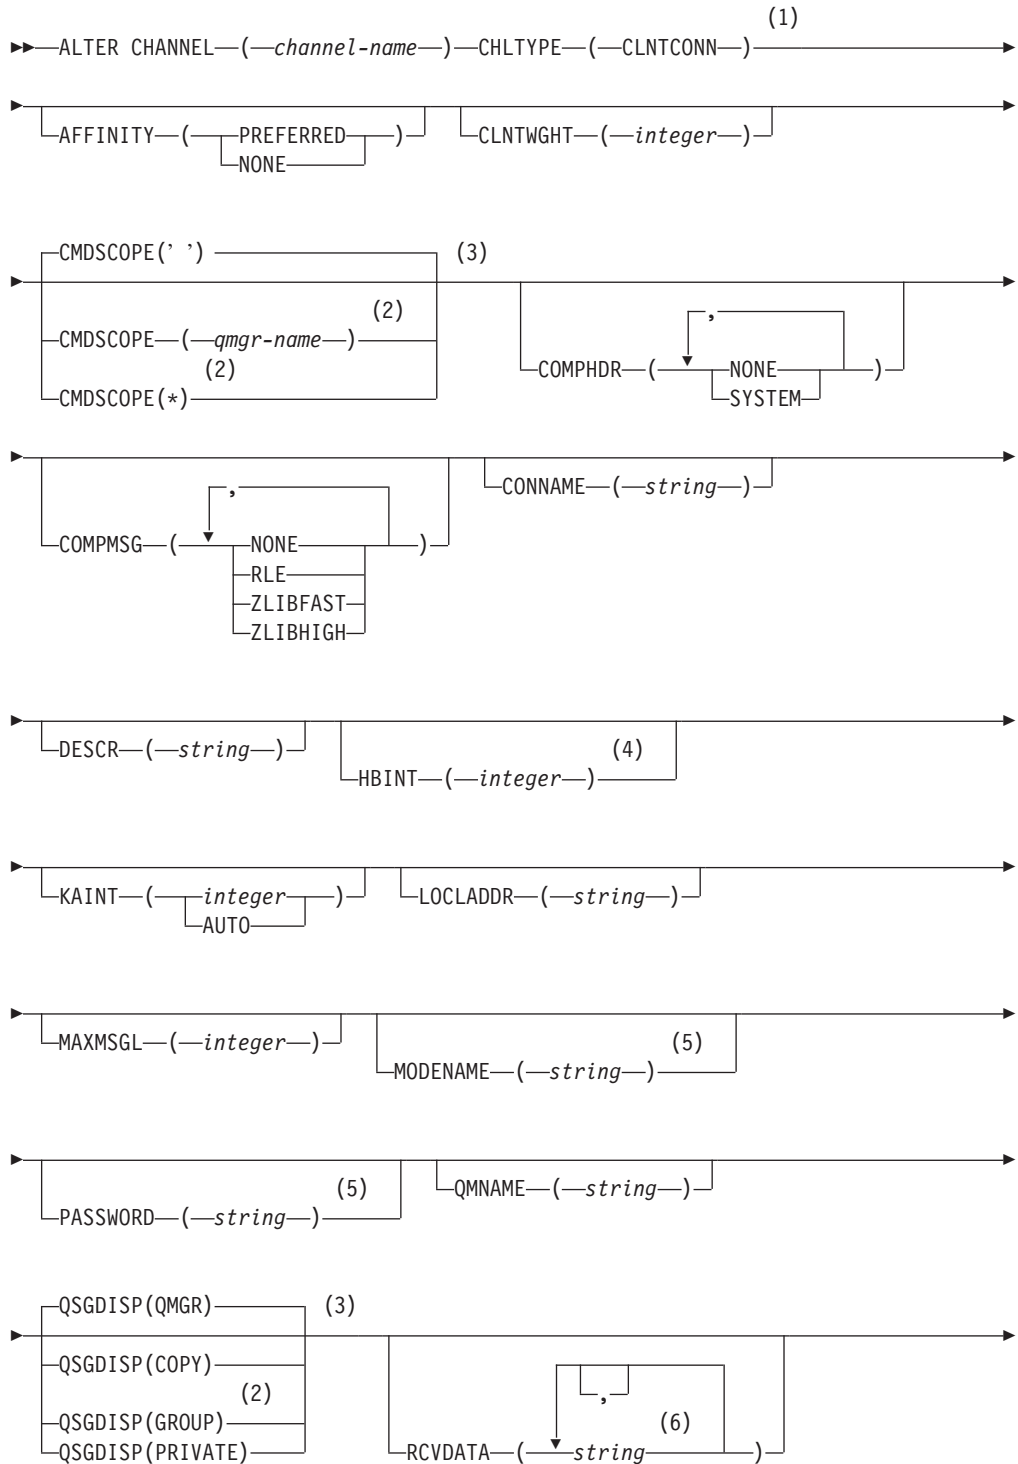 (1)
ALTER CHANNEL ( channel-name ) CHLTYPE ( CLNTCONN )
AFFINITY ( PREFERRED ) CLNTWGHT ( integer )
NONE
CMDSCOPE(' ') (3)
(2)
CMDSCOPE ( qmgr-name )
(2)
CMDSCOPE(*)
,
COMPHDR ( NONE )
SYSTEM
,
COMPMSG ( NONE )
RLE
ZLIBFAST
ZLIBHIGH
CONNAME ( string )
DESCR ( string )
(4)
HBINT ( integer )
KAINT ( integer ) LOCLADDR ( string )
AUTO
MAXMSGL ( integer )
(5)
MODENAME ( string )
(5)
PASSWORD ( string )
QMNAME ( string )
QSGDISP(QMGR) (3)
QSGDISP(COPY)
(2)
QSGDISP(GROUP)
QSGDISP(PRIVATE)
,
(6)
RCVDATA ( string )